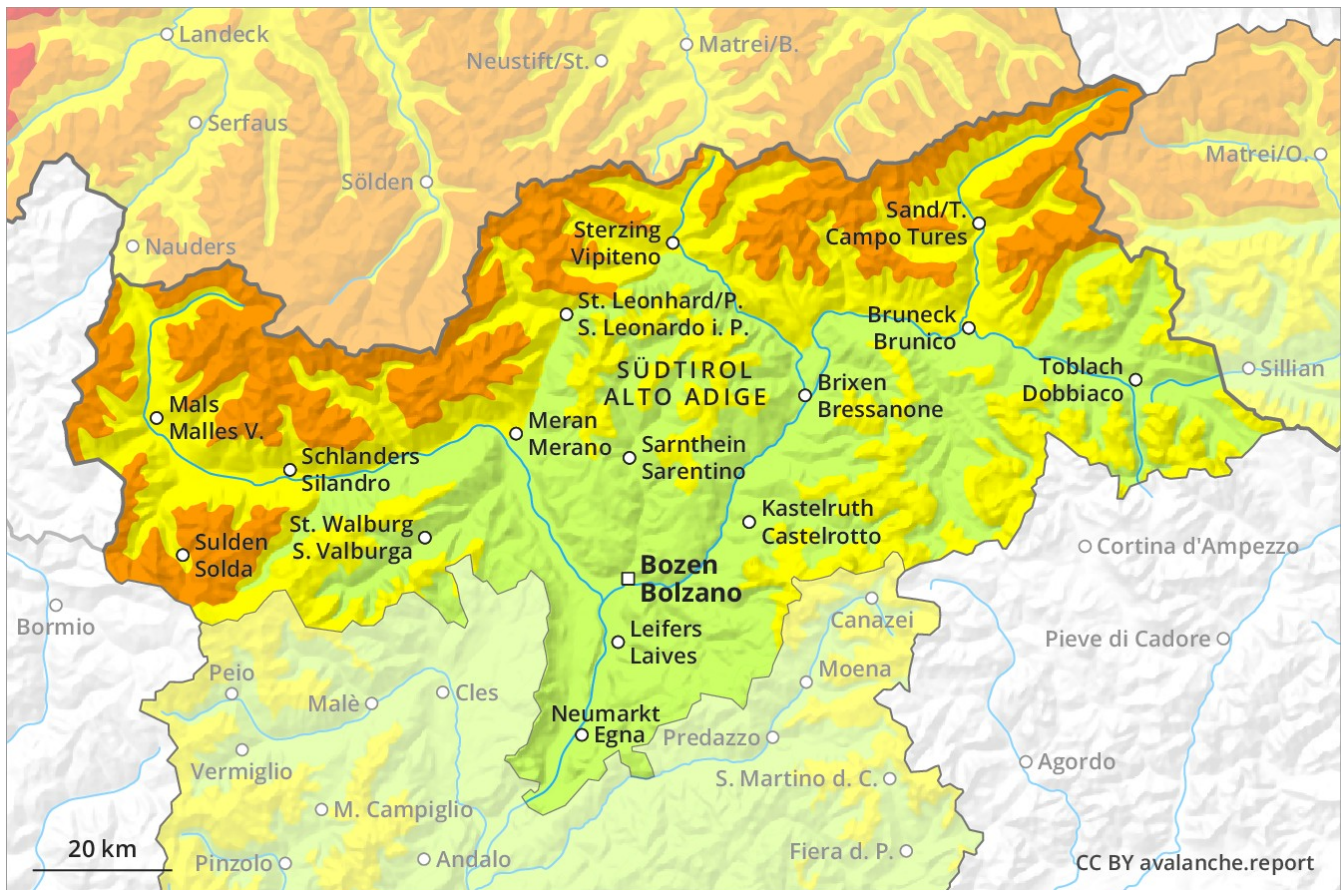 Landeck
Matrei/B.
Neustift/St.
Serfaus
Matrei/O.
Sölden
Sand/T.
Campo Tures
Sterzing
Vipiteno
Nauders
St. Leonhard/P.
S. Leonardo i. P.
Bruneck
Brunico
SÜDTIROL
ALTO ADIGE
Toblach
Dobbiaco
Sillian
Brixen
Bressanone
Mals
Malles V.
Meran
Merano
Sarnthein
Sarentino
Schlanders
Silandro
Kastelruth
Castelrotto
St. Walburg
S. Valburga
Sulden
Solda
Cortina d'Ampezzo
Bozen
Bolzano
Bormio
Canazei
Leifers
Laives
Pieve di Cadore
Peio
Moena
Malè
Cles
Neumarkt
Egna
Predazzo
Vermiglio
Agordo
S. Martino d. C.
M. Campiglio
20 km
Pinzolo
Andalo
Fiera d. P.
CC BY avalanche.report